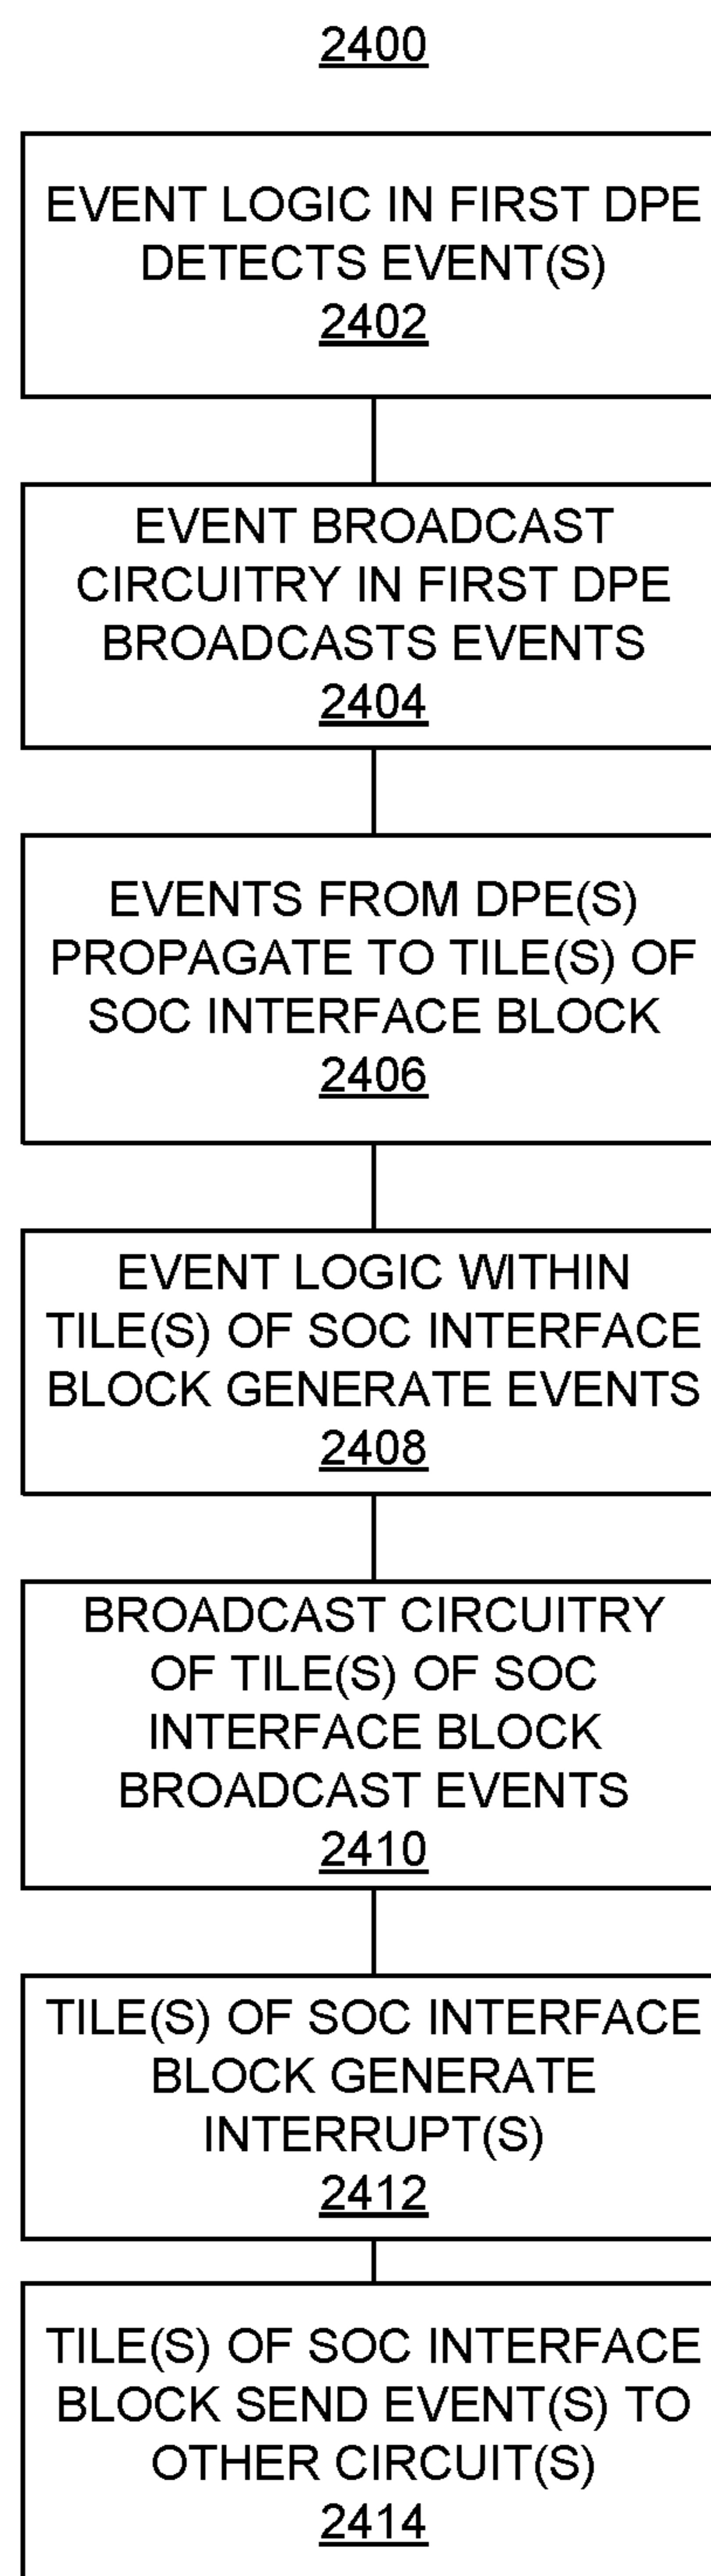 2400
EVENT LOGIC IN FIRST DPE
DETECTS EVENT(S)
2402
EVENT BROADCAST
CIRCUITRY IN FIRST DPE
BROADCASTS EVENTS
2404
EVENTS FROM DPE(S)
PROPAGATE TO TILE(S) OF
SOC INTERFACE BLOCK
2406
EVENT LOGIC WITHIN
TILE(S) OF SOC INTERFACE
BLOCK GENERATE EVENTS
2408
BROADCAST CIRCUITRY
OF TILE(S) OF SOC
INTERFACE BLOCK
BROADCAST EVENTS
2410
TILE(S) OF SOC INTERFACE
BLOCK GENERATE
INTERRUPT(S)
2412
TILE(S) OF SOC INTERFACE
BLOCK SEND EVENT(S) TO
OTHER CIRCUIT(S)
2414